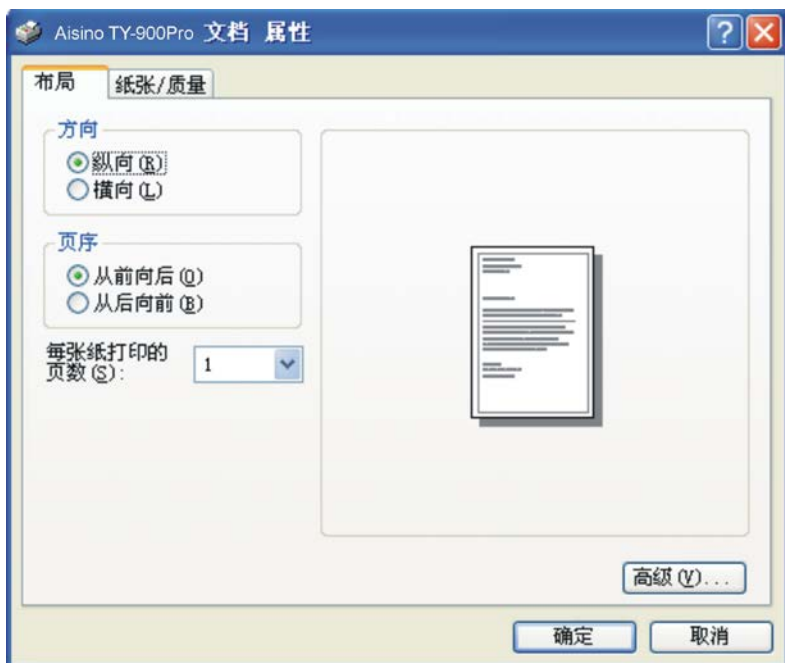 Aisino TY-900Pro 文档 属性
布局 纸张/质量
方向
纵向(R)
横向(L)
页序
从前向后(O)
从后向前(B)
每张纸打印的
页数(S): 1
高级(V)...
确定 取消